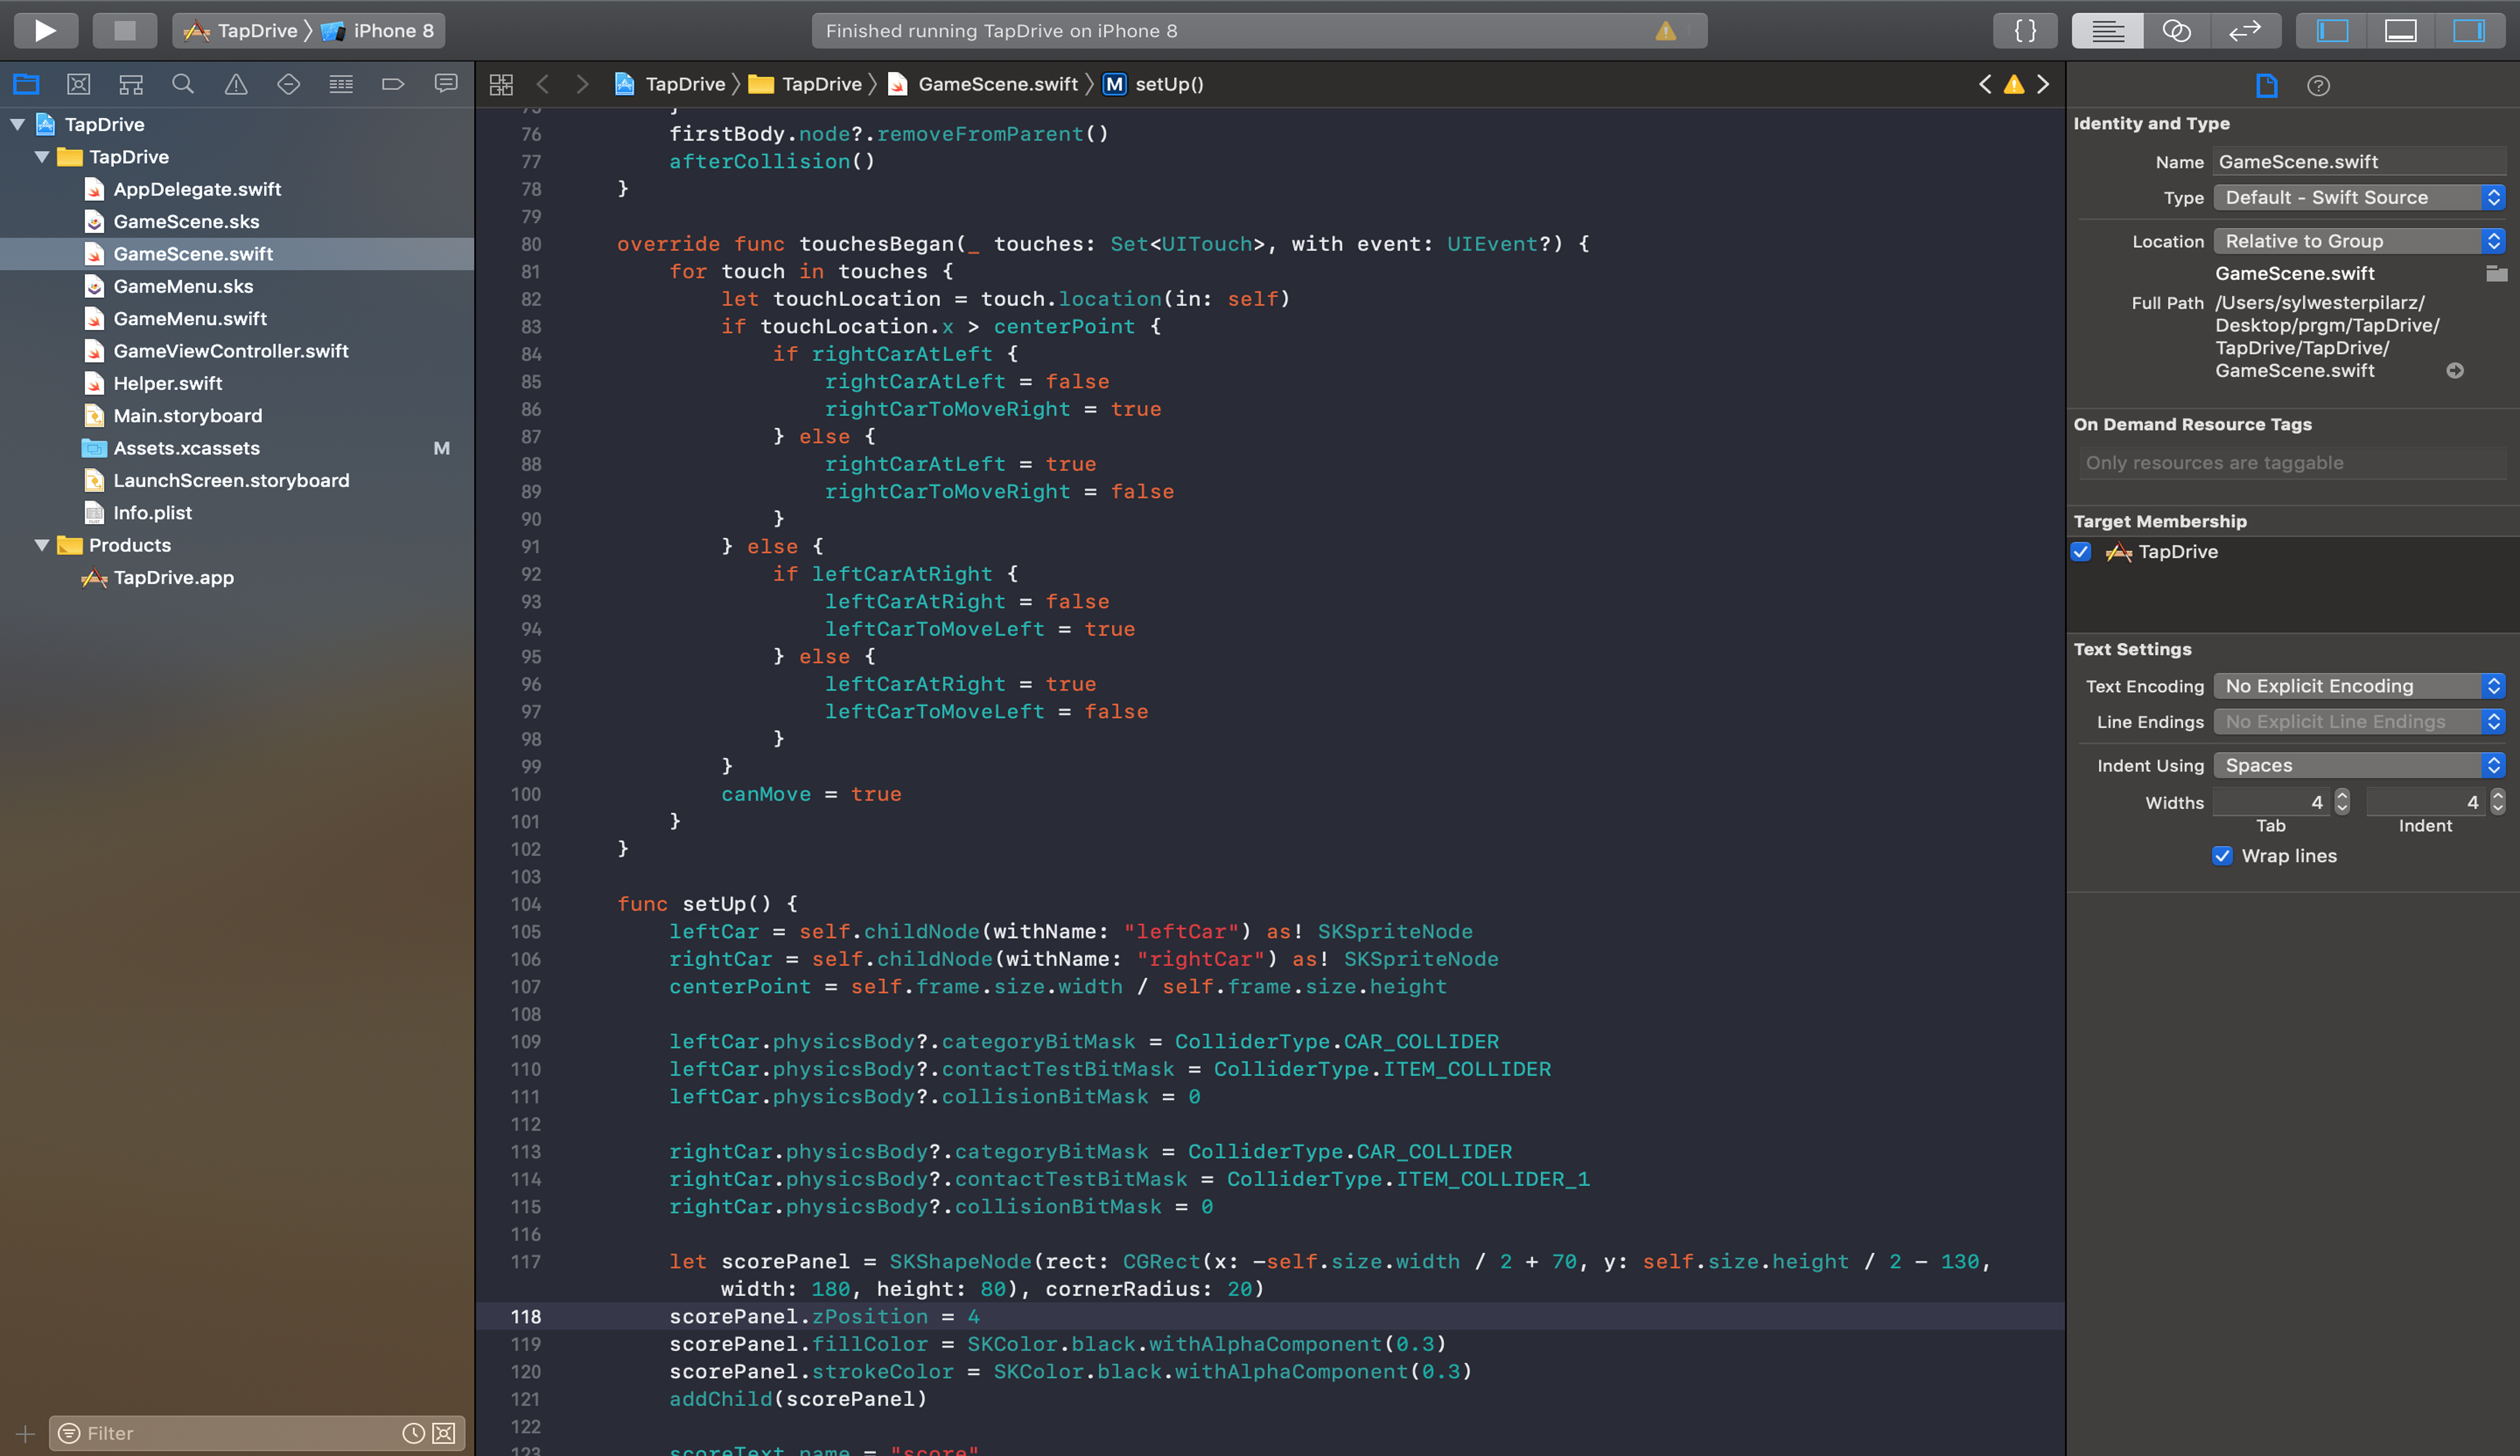 TapDrive
iPhone 8
Finished running TapDrive on iPhone 8
{ }
TapDrive
TapDrive
AppDelegate.swift
GameScene.sks
GameScene.swift
GameMenu.sks
GameMenu.swift
GameViewController.swift
Helper.swift
Main.storyboard
Assets.xcassets M
LaunchScreen.storyboard
Info.plist
Products
TapDrive.app
Filter
TapDrive TapDrive GameScene.swift M setUp()
75 }
76 firstBody.node?.removeFromParent()
77 afterCollision()
78 }
79
80 override func touchesBegan(_ touches: Set<UITouch>, with event: UIEvent?) {
81 for touch in touches {
82 let touchLocation = touch.location(in: self)
83 if touchLocation.x > centerPoint {
84 if rightCarAtLeft {
85 rightCarAtLeft = false
86 rightCarToMoveRight = true
87 } else {
88 rightCarAtLeft = true
89 rightCarToMoveRight = false
90 }
91 } else {
92 if leftCarAtRight {
93 leftCarAtRight = false
94 leftCarToMoveLeft = true
95 } else {
96 leftCarAtRight = true
97 leftCarToMoveLeft = false
98 }
99 }
100 canMove = true
101 }
102 }
103
104 func setUp() {
105 leftCar = self.childNode(withName: "leftCar") as! SKSpriteNode
106 rightCar = self.childNode(withName: "rightCar") as! SKSpriteNode
107 centerPoint = self.frame.size.width / self.frame.size.height
108
109 leftCar.physicsBody?.categoryBitMask = ColliderType.CAR_COLLIDER
110 leftCar.physicsBody?.contactTestBitMask = ColliderType.ITEM_COLLIDER
111 leftCar.physicsBody?.collisionBitMask = 0
112
113 rightCar.physicsBody?.categoryBitMask = ColliderType.CAR_COLLIDER
114 rightCar.physicsBody?.contactTestBitMask = ColliderType.ITEM_COLLIDER_1
115 rightCar.physicsBody?.collisionBitMask = 0
116
117 let scorePanel = SKShapeNode(rect: CGRect(x: -self.size.width / 2 + 70, y: self.size.height / 2 - 130,
width: 180, height: 80), cornerRadius: 20)
118 scorePanel.zPosition = 4
119 scorePanel.fillColor = SKColor.black.withAlphaComponent(0.3)
120 scorePanel.strokeColor = SKColor.black.withAlphaComponent(0.3)
121 addChild(scorePanel)
122
123 scoreText.name = "score"
Identity and Type
Name GameScene.swift
Type Default - Swift Source
Location Relative to Group
GameScene.swift
Full Path /Users/sylwesterpilarz/
Desktop/prgm/TapDrive/
TapDrive/TapDrive/
GameScene.swift
On Demand Resource Tags
Only resources are taggable
Target Membership
TapDrive
Text Settings
Text Encoding No Explicit Encoding
Line Endings No Explicit Line Endings
Indent Using Spaces
Widths 4 4
Tab Indent
Wrap lines